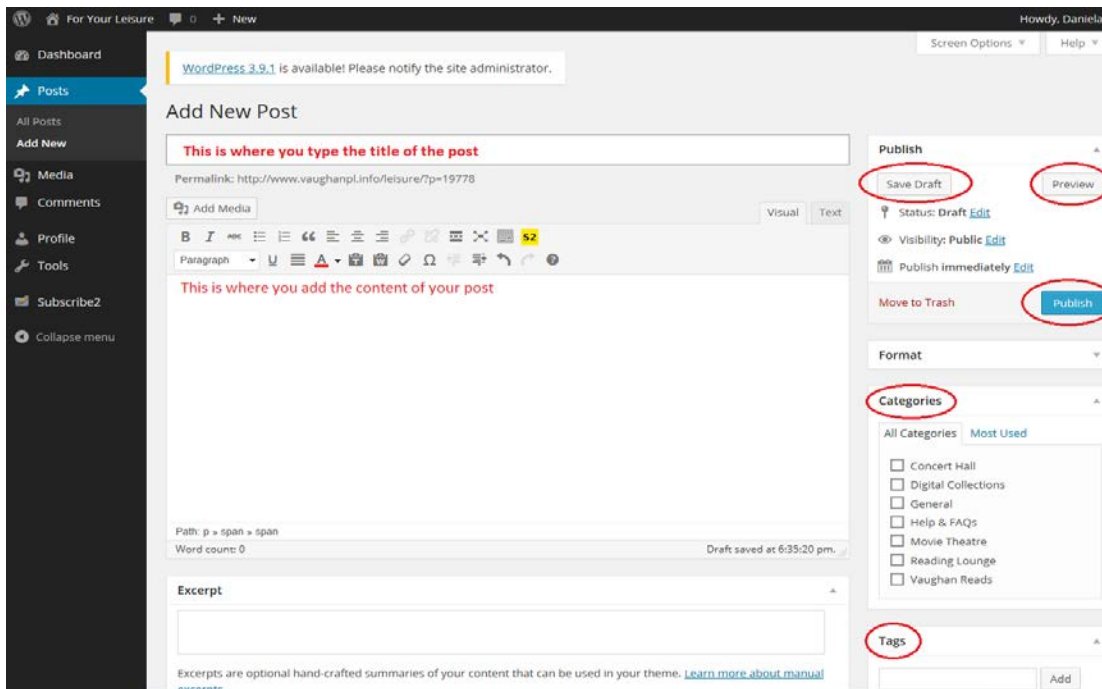 For Your Leisure 0 + New Howdy, Daniela
Screen Options Help
Dashboard
Posts
All Posts
Add New
Media
Comments
Profile
Tools
Subscribe2
Collapse menu
WordPress 3.9.1 is available! Please notify the site administrator.
Add New Post
This is where you type the title of the post
Permalink: http://www.vaughanpl.info/leisure/?p=19778
Add Media
Visual Text
B I ABC S2
Paragraph U A Ω
This is where you add the content of your post
Path: p » span » span
Word count: 0 Draft saved at 6:35:20 pm.
Excerpt
Excerpts are optional hand-crafted summaries of your content that can be used in your theme. Learn more about manual
excerpts.
Publish
Save Draft Preview
Status: Draft Edit
Visibility: Public Edit
Publish immediately Edit
Move to Trash Publish
Format
Categories
All Categories Most Used
Concert Hall
Digital Collections
General
Help & FAQs
Movie Theatre
Reading Lounge
Vaughan Reads
Tags
Add